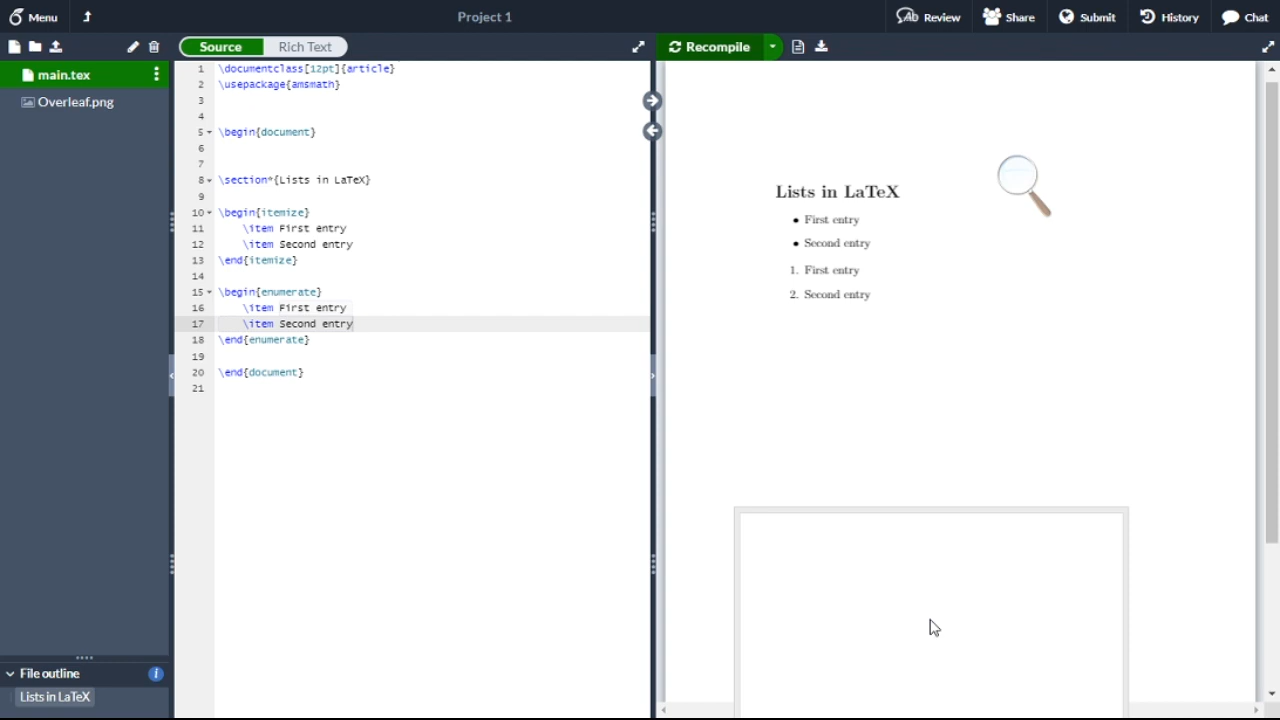 Menu
Project 1
Review
Share
Submit
History
Chat
Source
Rich Text
Recompile
main.tex
Overleaf.png
1 \documentclass[12pt]{article}
2 \usepackage{amsmath}
3
4
5 \begin{document}
6
7
8 \section*{Lists in LaTeX}
9
10 \begin{itemize}
11 \item First entry
12 \item Second entry
13 \end{itemize}
14
15 \begin{enumerate}
16 \item First entry
17 \item Second entry
18 \end{enumerate}
19
20 \end{document}
21
Lists in LaTeX
• First entry
• Second entry
1. First entry
2. Second entry
File outline
Lists in LaTeX